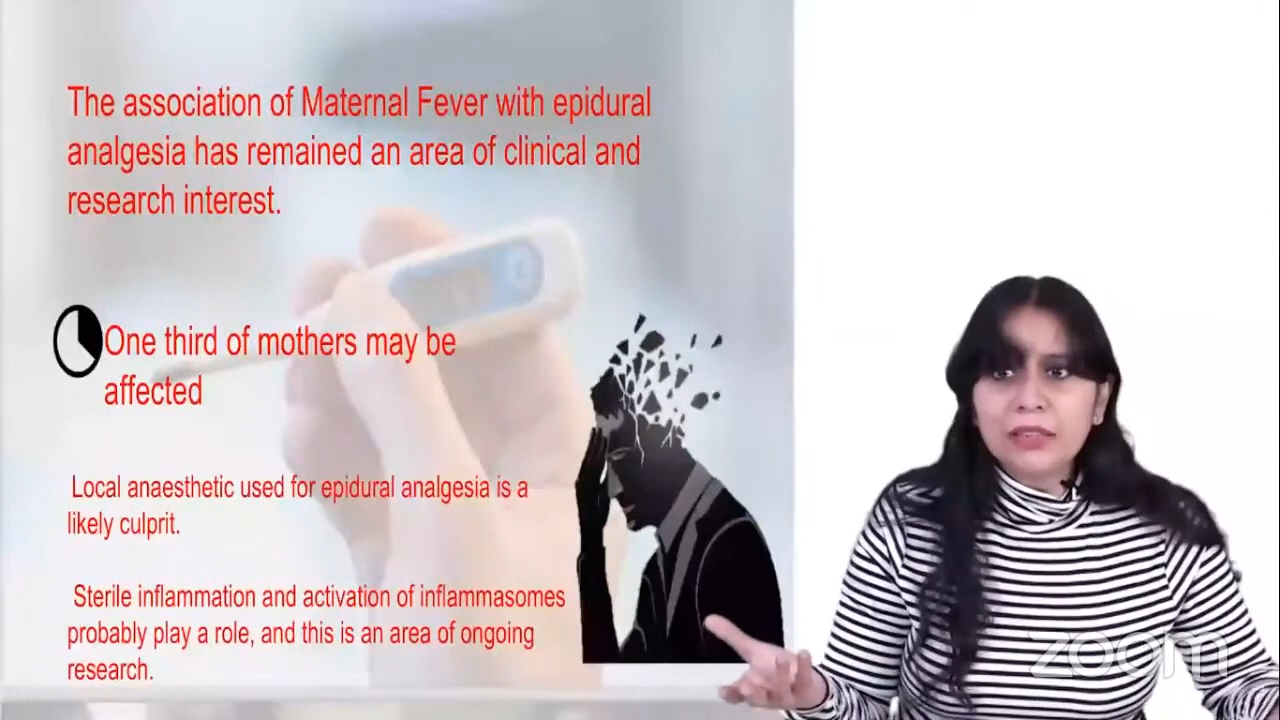 The association of Maternal Fever with epidural
analgesia has remained an area of clinical and
research interest.
One third of mothers may be
affected
Local anaesthetic used for epidural analgesia is a
likely culprit.
Sterile inflammation and activation of inflammasomes
probably play a role, and this is an area of ongoing
research.
zoom